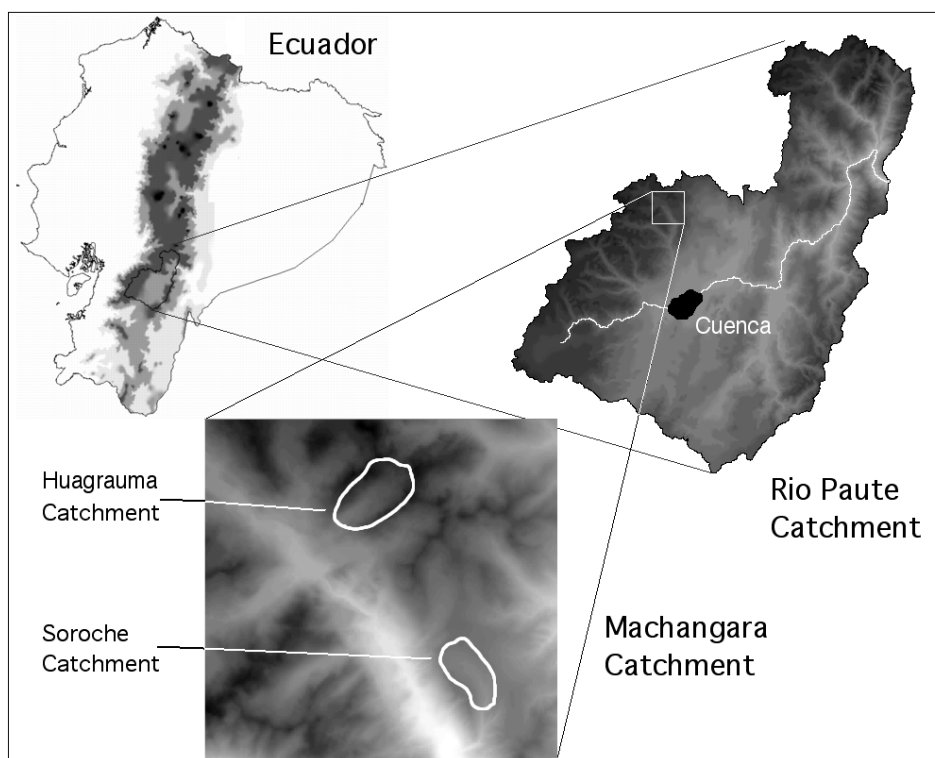 Ecuador
Cuenca
Huagrauma
Catchment
Rio Paute
Catchment
Soroche
Catchment
Machangara
Catchment